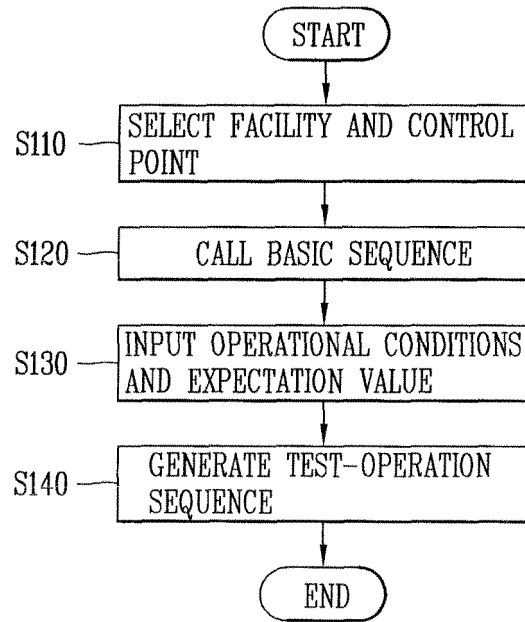 START
S110
SELECT FACILITY AND CONTROL
POINT
S120
CALL BASIC SEQUENCE
S130
INPUT OPERATIONAL CONDITIONS
AND EXPECTATION VALUE
S140
GENERATE TEST-OPERATION
SEQUENCE
END